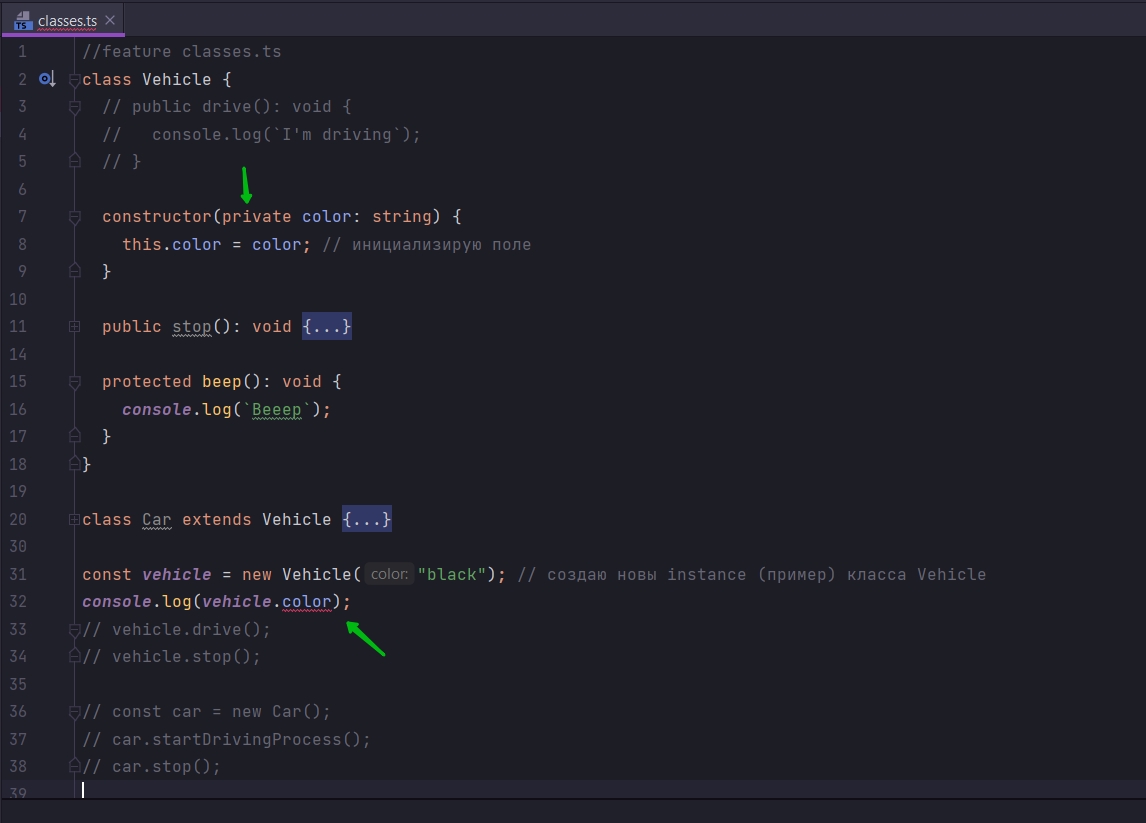 TS classes.ts
1 //feature classes.ts
2 class Vehicle {
3 // public drive(): void {
4 //   console.log(`I'm driving`);
5 // }
6
7 constructor(private color: string) {
8 this.color = color; // инициализирую поле
9 }
10
11 public stop(): void {...}
14
15 protected beep(): void {
16 console.log(`Beeep`);
17 }
18 }
19
20 class Car extends Vehicle {...}
30
31 const vehicle = new Vehicle( color: "black"); // создаю новы instance (пример) класса Vehicle
32 console.log(vehicle.color);
33 // vehicle.drive();
34 // vehicle.stop();
35
36 // const car = new Car();
37 // car.startDrivingProcess();
38 // car.stop();
39